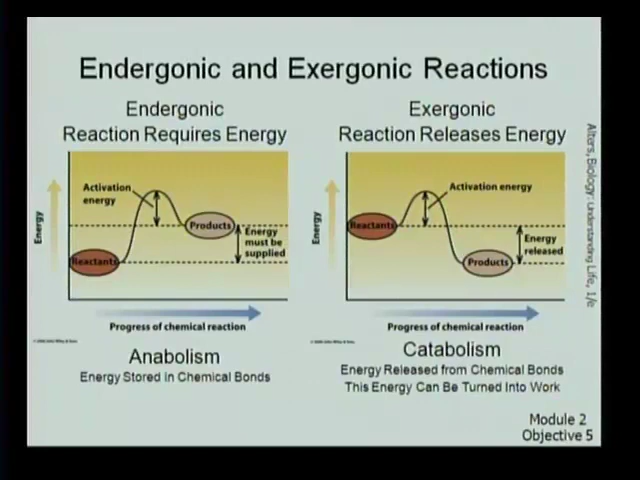 Endergonic and Exergonic Reactions
Endergonic
Reaction Requires Energy
Exergonic
Reaction Releases Energy
Activation
energy
Products
Energy
must be
supplied
Reactants
Energy
Progress of chemical reaction
Activation energy
Reactants
Products
Energy
released
Energy
Progress of chemical reaction
Anabolism
Energy Stored in Chemical Bonds
Catabolism
Energy Released from Chemical Bonds
This Energy Can Be Turned Into Work
Alters, Biology: Understanding Life, 1/e
Module 2
Objective 5